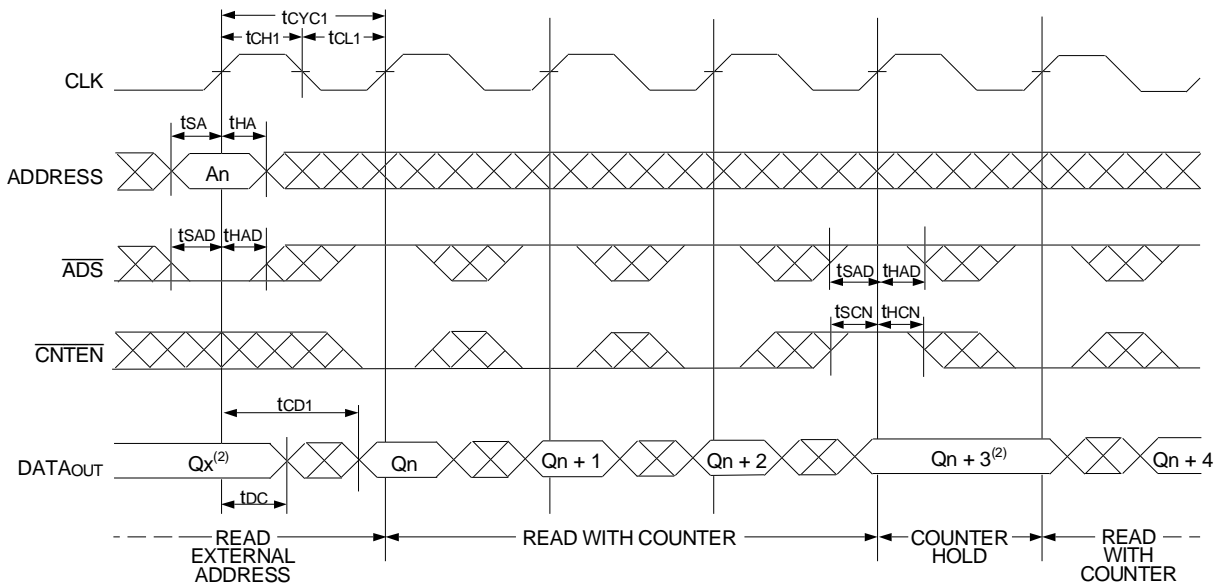 tCYC1
tCH1 tCL1
CLK
tSA tHA
ADDRESS An
tSAD tHAD
ADS
tSAD tHAD
tSCN tHCN
CNTEN
tCD1
DATAOUT Qx(2) Qn Qn + 1 Qn + 2 Qn + 3(2) Qn + 4
tDC
READ EXTERNAL ADDRESS
READ WITH COUNTER
COUNTER HOLD
READ WITH COUNTER